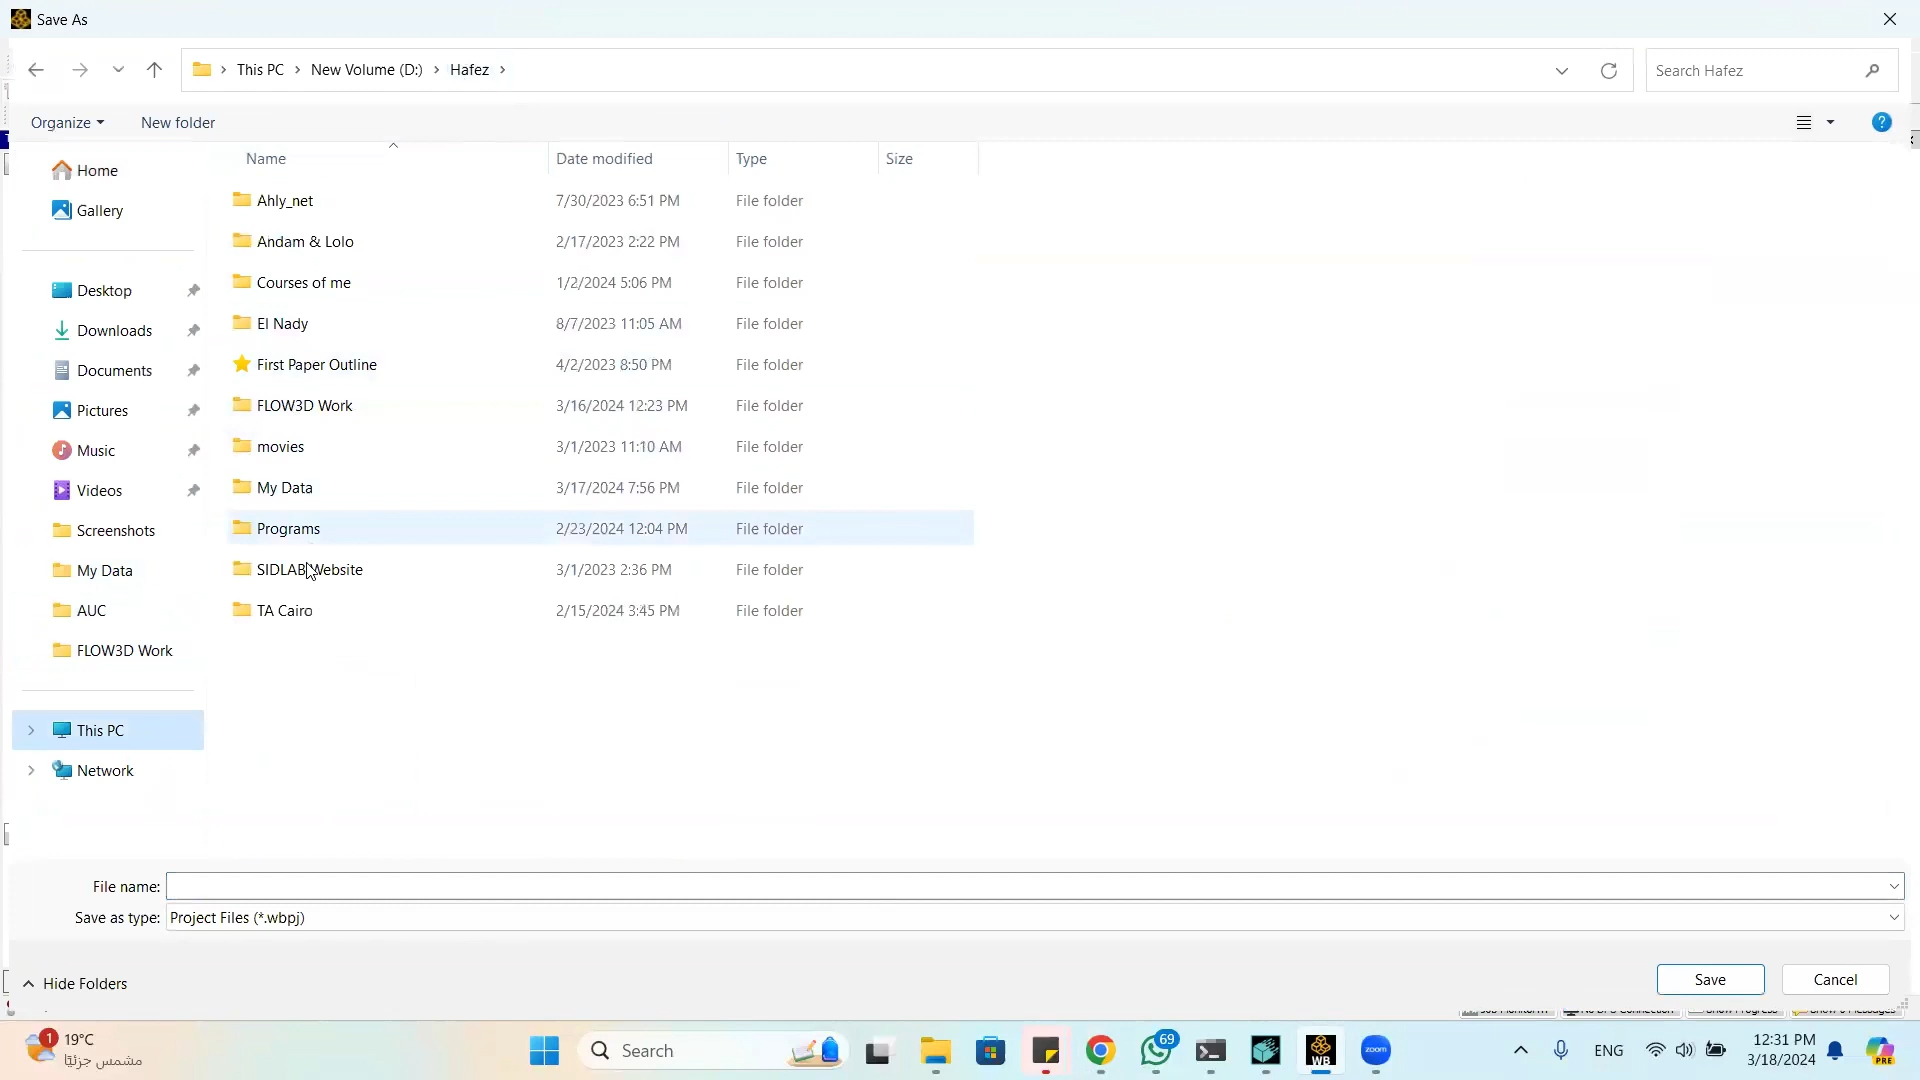 Save As
This PC > New Volume (D:) > Hafez >
Search Hafez
Organize
New folder
Name
Date modified
Type
Size
Home
Gallery
Desktop
Downloads
Documents
Pictures
Music
Videos
Screenshots
My Data
AUC
FLOW3D Work
This PC
Network
Ahly_net 7/30/2023 6:51 PM File folder
Andam & Lolo 2/17/2023 2:22 PM File folder
Courses of me 1/2/2024 5:06 PM File folder
El Nady 8/7/2023 11:05 AM File folder
First Paper Outline 4/2/2023 8:50 PM File folder
FLOW3D Work 3/16/2024 12:23 PM File folder
movies 3/1/2023 11:10 AM File folder
My Data 3/17/2024 7:56 PM File folder
Programs 2/23/2024 12:04 PM File folder
SIDLAB Website 3/1/2023 2:36 PM File folder
TA Cairo 2/15/2024 3:45 PM File folder
File name:
Save as type: Project Files (*.wbpj)
Hide Folders
Save
Cancel
1
19°C
مشمس جزئيًا
Search
69
WB
zoom
ENG
12:31 PM
3/18/2024
PRE